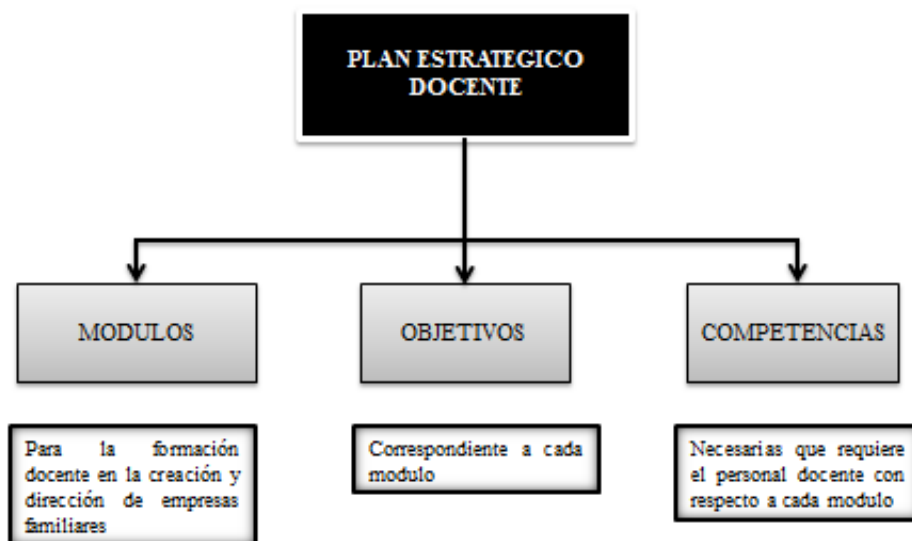 PLAN ESTRATEGICO
DOCENTE
MODULOS
OBJETIVOS
COMPETENCIAS
Para la formación
docente en la creación y
dirección de empresas
familiares
Correspondiente a cada
modulo
Necesarias que requiere
el personal docente con
respecto a cada modulo